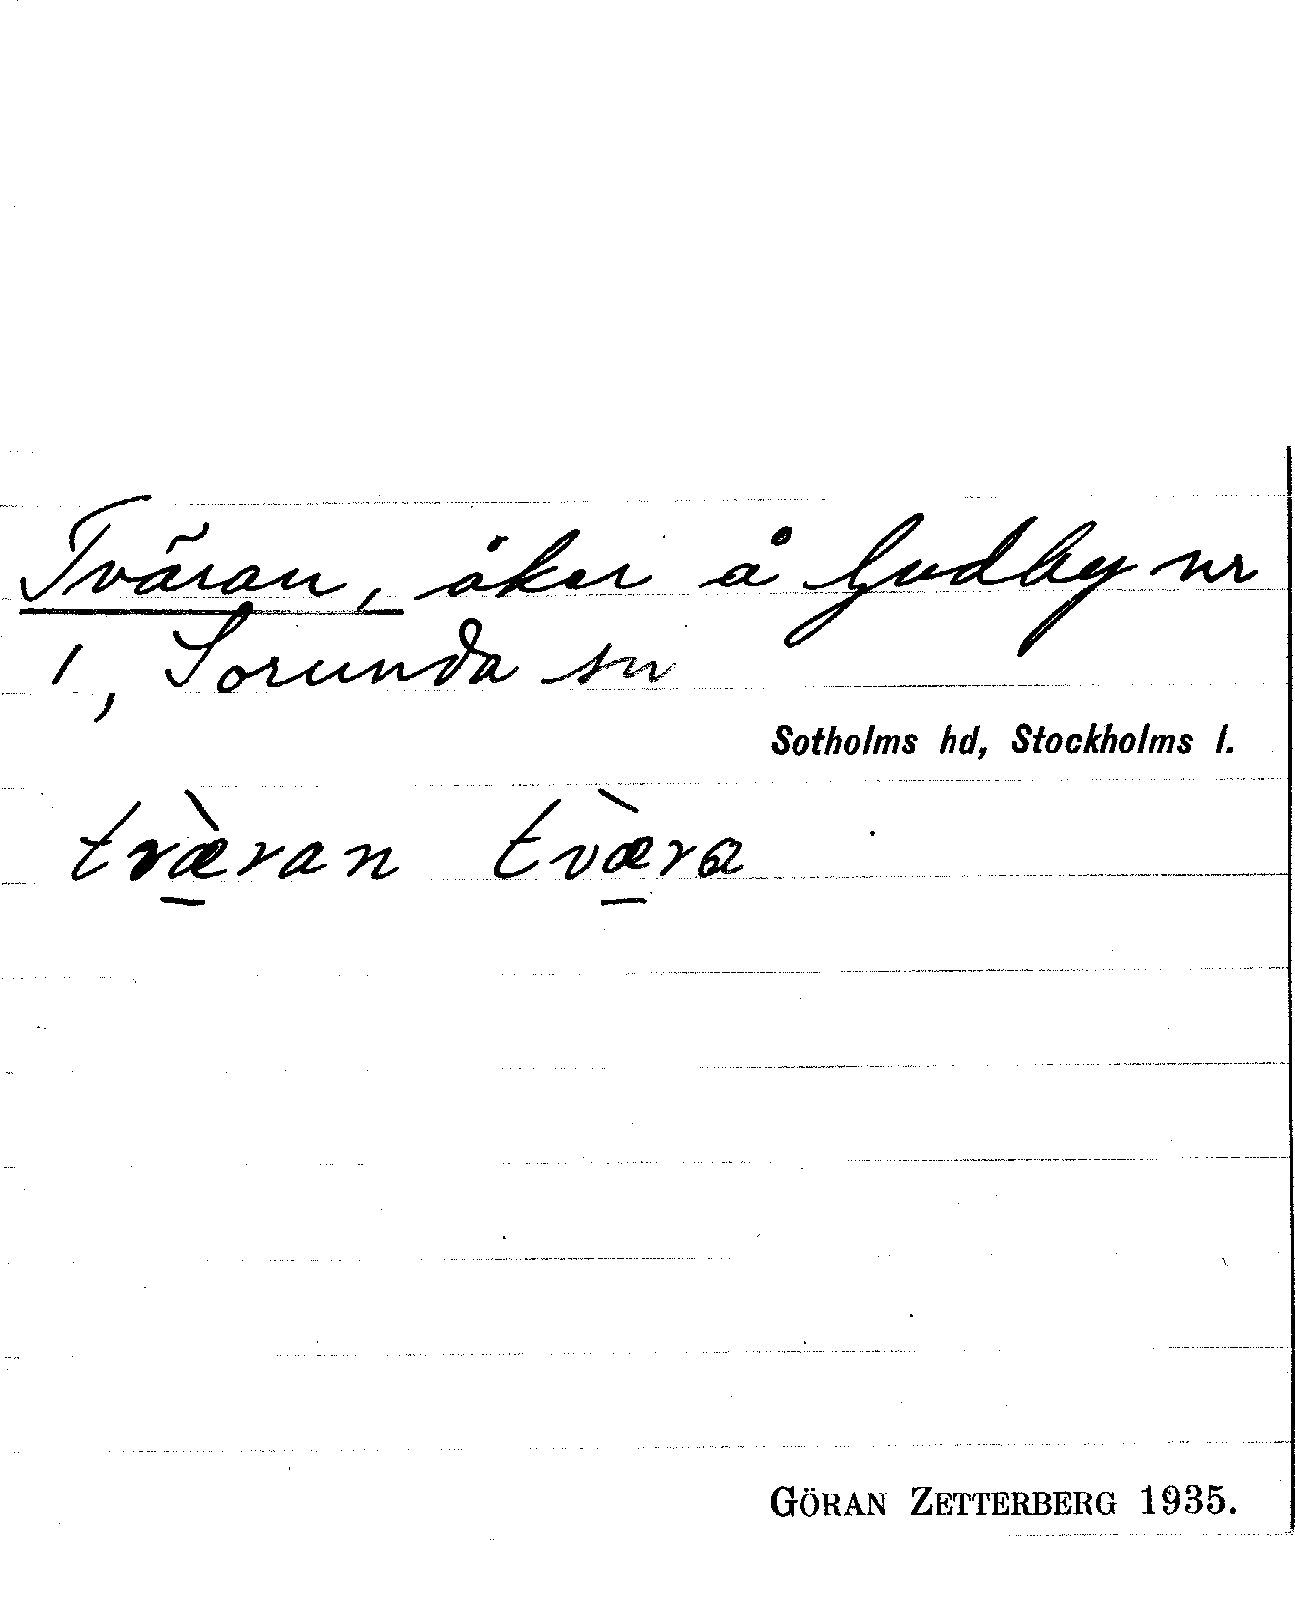 Tväran, åker å Gudby nr
1, Sorunda sn
Sotholms hd, Stockholms l.
tvæ̀ran tvæ̀ra
GÖRAN ZETTERBERG 1935.